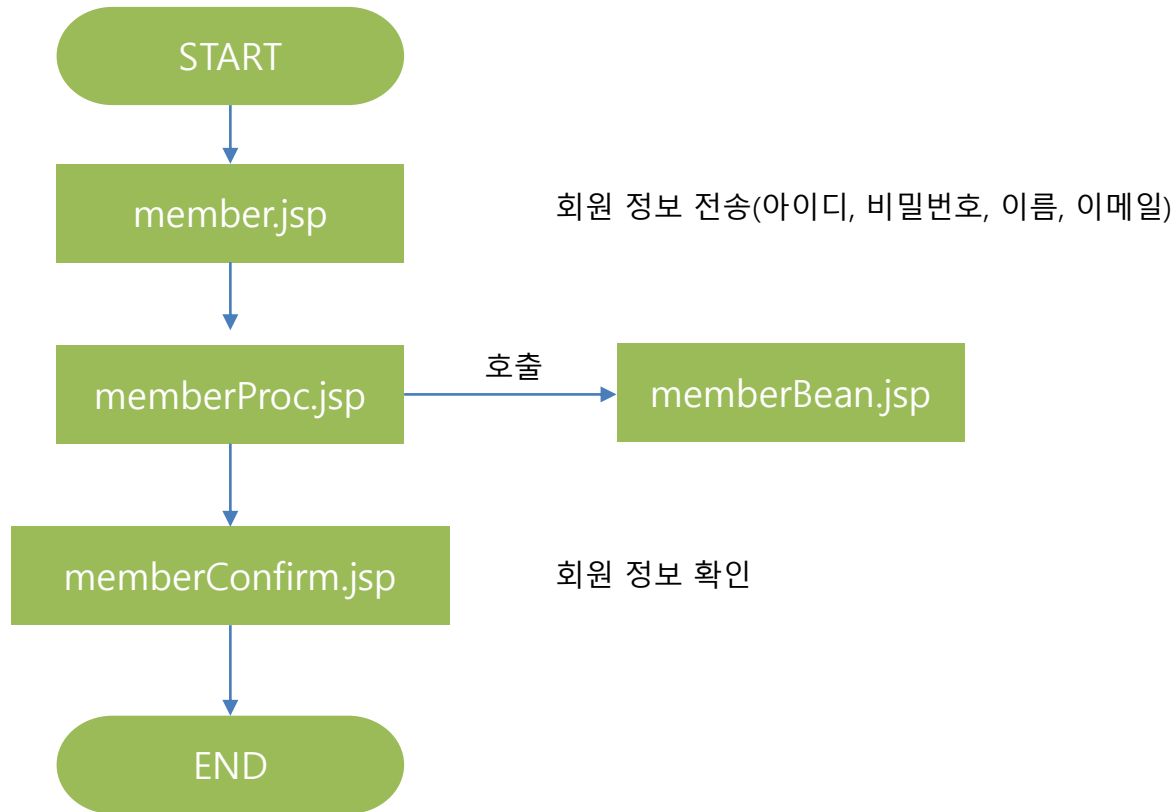 START
member.jsp
회원 정보 전송(아이디, 비밀번호, 이름, 이메일)
memberProc.jsp
호출
memberBean.jsp
memberConfirm.jsp
회원 정보 확인
END